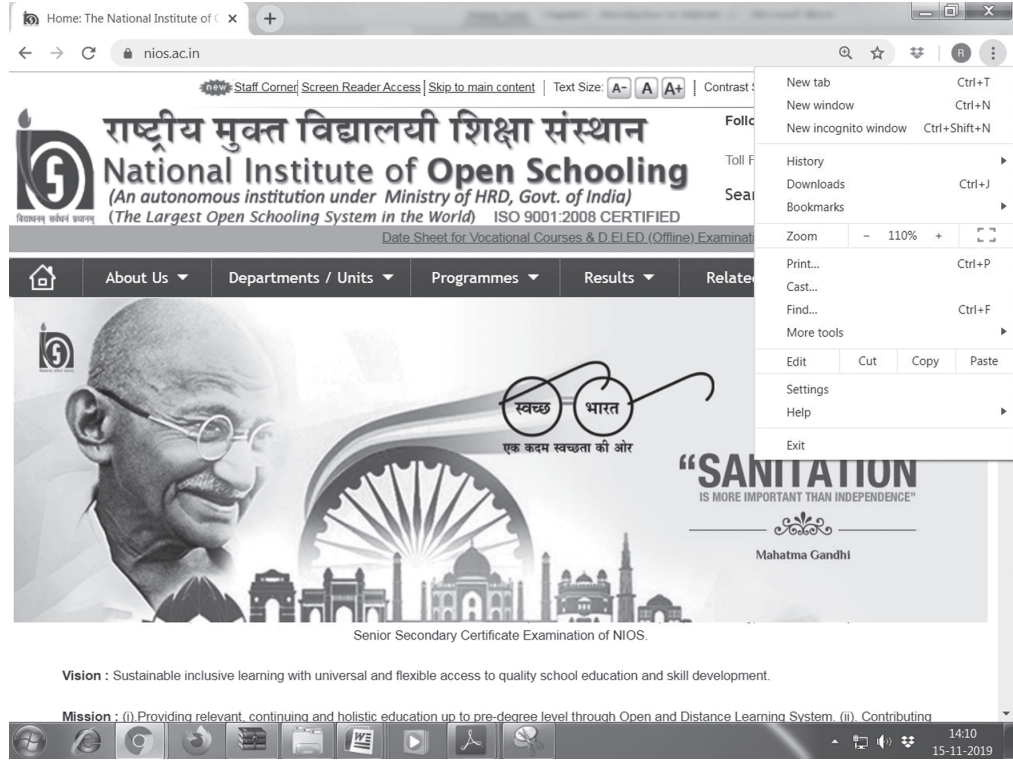 Home: The National Institute of
nios.ac.in
R
new Staff Corner Screen Reader Access Skip to main content Text Size: A- A A+ Contrast
राष्ट्रीय मुक्त विद्यालयी शिक्षा संस्थान
National Institute of Open Schooling
(An autonomous institution under Ministry of HRD, Govt. of India)
(The Largest Open Schooling System in the World) ISO 9001:2008 CERTIFIED
विद्याधनम् सर्वधनं प्रधानम्
Toll
Date Sheet for Vocational Courses & D.El.ED (Offline) Examinati
About Us Departments / Units Programmes Results Relate
New tab Ctrl+T
New window Ctrl+N
New incognito window Ctrl+Shift+N
History
Downloads Ctrl+J
Bookmarks
Zoom - 110% +
Print... Ctrl+P
Cast...
Find... Ctrl+F
More tools
Edit Cut Copy Paste
Settings
Help
Exit
स्वच्छ भारत
एक कदम स्वच्छता की ओर
“SANITATION
IS MORE IMPORTANT THAN INDEPENDENCE”
Mahatma Gandhi
Senior Secondary Certificate Examination of NIOS.
Vision : Sustainable inclusive learning with universal and flexible access to quality school education and skill development.
Mission : (i).Providing relevant, continuing and holistic education up to pre-degree level through Open and Distance Learning System. (ii). Contributing
14:10
15-11-2019